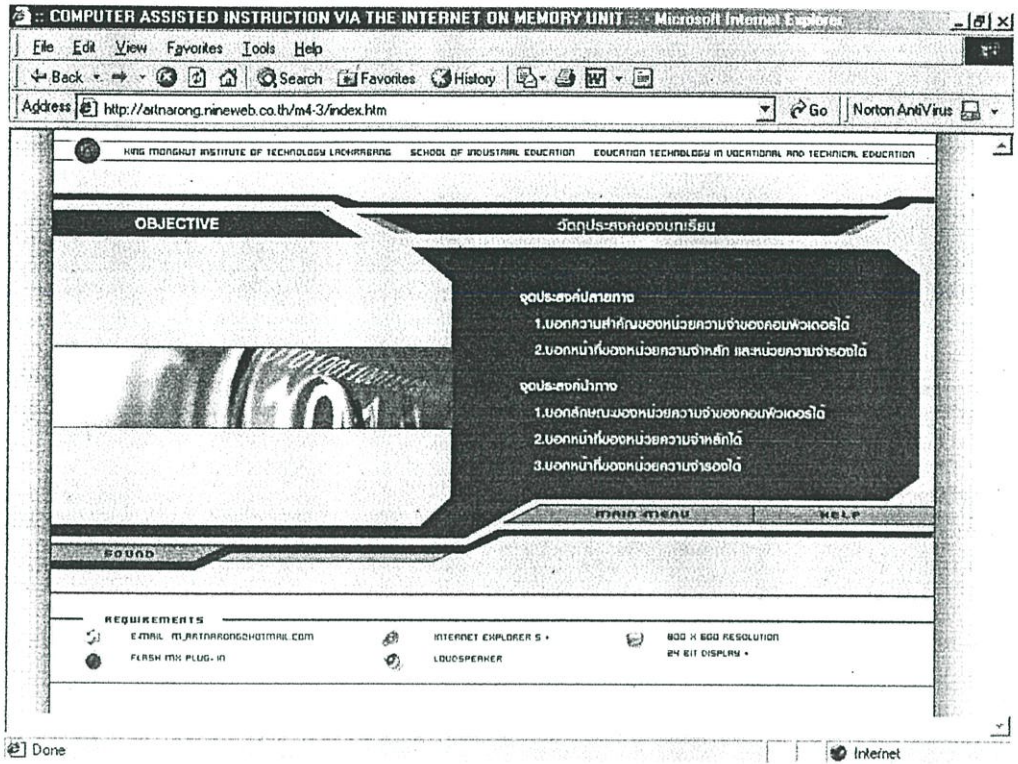 :: COMPUTER ASSISTED INSTRUCTION VIA THE INTERNET ON MEMORY UNIT :: - Microsoft Internet Explorer
File Edit View Favorites Tools Help
Back Search Favorites History
Address http://artnarong.nineweb.co.th/m4-3/index.htm Go Norton AntiVirus
KING MONGKUT INSTITUTE OF TECHNOLOGY LADKRABANG SCHOOL OF INDUSTRIAL EDUCATION EDUCATION TECHNOLOGY IN VOCATIONAL AND TECHNICAL EDUCATION
OBJECTIVE วัตถุประสงค์ของบทเรียน
จุดประสงค์ปลายทาง
1.บอกความสำคัญของหน่วยความจำของคอมพิวเตอร์ได้
2.บอกหน้าที่ของหน่วยความจำหลัก และหน่วยความจำรองได้
จุดประสงค์นำทาง
1.บอกลักษณะของหน่วยความจำของคอมพิวเตอร์ได้
2.บอกหน้าที่ของหน่วยความจำหลักได้
3.บอกหน้าที่ของหน่วยความจำรองได้
MAIN MENU HELP
SOUND
REQUIREMENTS
E-MAIL M_ARTNARONG@HOTMAIL.COM INTERNET EXPLORER 5 + 800 X 600 RESOLUTION
FLASH MX PLUG-IN LOUDSPEAKER 24 BIT DISPLAY +
Done Internet